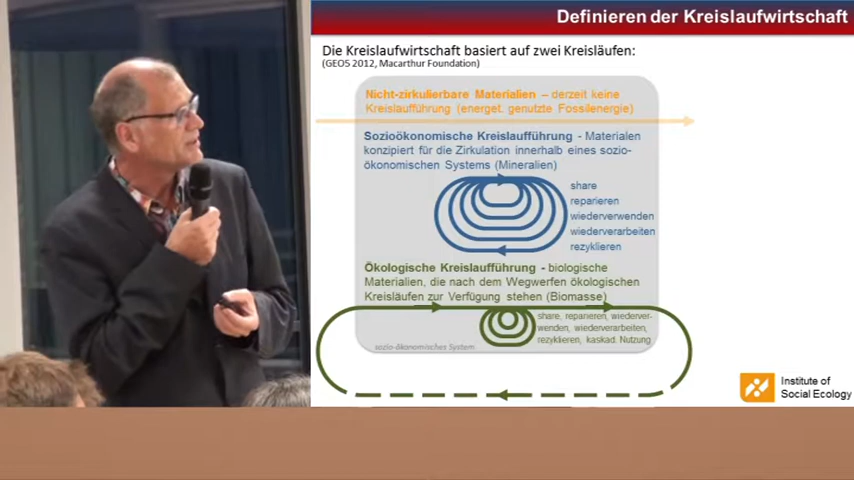 Definieren der Kreislaufwirtschaft
Die Kreislaufwirtschaft basiert auf zwei Kreisläufen:
(GEO5 2012, Macarthur Foundation)
Nicht-zirkulierbare Materialien – derzeit keine
Kreislaufführung (energet. genutzte Fossilenergie)
Sozioökonomische Kreislaufführung - Materialen
konzipiert für die Zirkulation innerhalb eines sozio-
ökonomischen Systems (Mineralien)
share
reparieren
wiederverwenden
wiederverarbeiten
rezyklieren
Ökologische Kreislaufführung - biologische
Materialien, die nach dem Wegwerfen ökologischen
Kreisläufen zur Verfügung stehen (Biomasse)
share, reparieren, wiederver-
wenden, wiederverarbeiten,
rezyklieren, kaskad. Nutzung
sozio-ökonomisches System
Institute of
Social Ecology